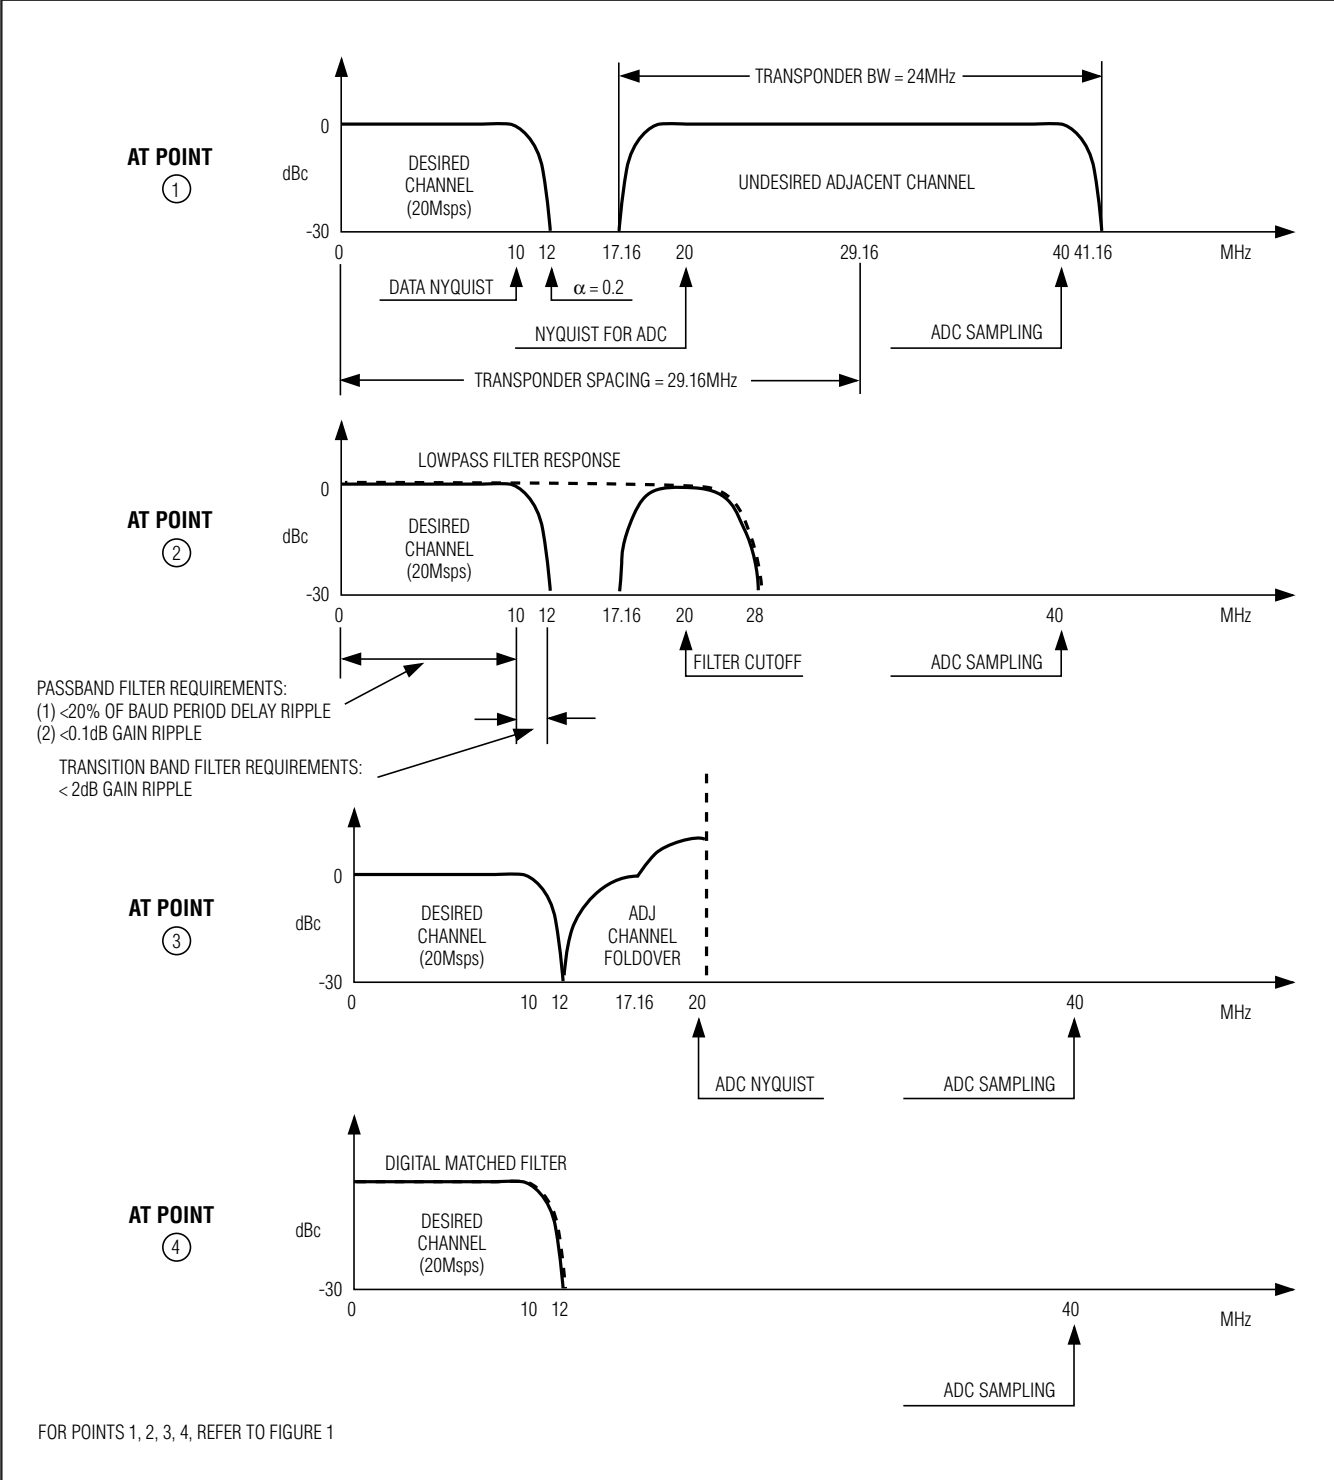 TRANSPONDER BW = 24MHz
0
AT POINT
1
dBc
DESIRED
CHANNEL
(20Msps)
UNDESIRED ADJACENT CHANNEL
-30
0 10 12 17.16 20 29.16 40 41.16 MHz
DATA NYQUIST
α = 0.2
NYQUIST FOR ADC
ADC SAMPLING
TRANSPONDER SPACING = 29.16MHz
LOWPASS FILTER RESPONSE
0
AT POINT
2
dBc
DESIRED
CHANNEL
(20Msps)
-30
0 10 12 17.16 20 28 40 MHz
FILTER CUTOFF
ADC SAMPLING
PASSBAND FILTER REQUIREMENTS:
(1) <20% OF BAUD PERIOD DELAY RIPPLE
(2) <0.1dB GAIN RIPPLE
TRANSITION BAND FILTER REQUIREMENTS:
< 2dB GAIN RIPPLE
0
AT POINT
3
dBc
DESIRED
CHANNEL
(20Msps)
ADJ
CHANNEL
FOLDOVER
-30
0 10 12 17.16 20 40 MHz
ADC NYQUIST
ADC SAMPLING
DIGITAL MATCHED FILTER
AT POINT
4
dBc
DESIRED
CHANNEL
(20Msps)
-30
0 10 12 40 MHz
ADC SAMPLING
FOR POINTS 1, 2, 3, 4, REFER TO FIGURE 1